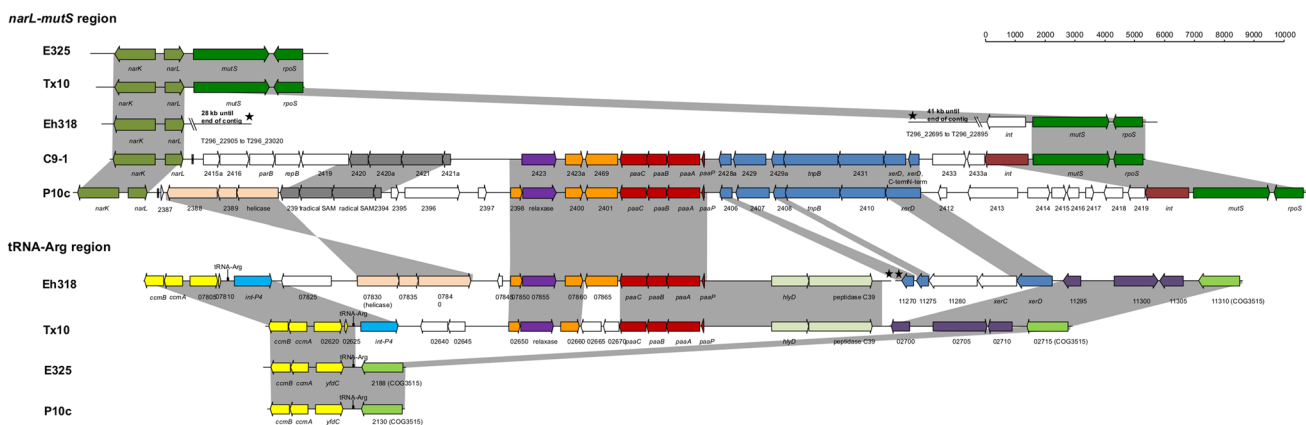 narL-mutS region
0 1000 2000 3000 4000 5000 6000 7000 8000 9000 10000
E325
narK narL mutS rpoS
Tx10
narK narL mutS rpoS
28 kb until
end of contig
41 kb until
end of contig
Eh318
narK narL T296_22905 to T296_23020 T296_22695 to T296_22895 int mutS rpoS
C9-1
narK narL 2415a 2416 parB repB 2419 2420 2420a 2421 2421a 2423 2423a 2469 paaC paaB paaA paaP 2428a 2429 2429a tnpB 2431 xerD, xerD, 2433 2433a int mutS rpoS
C-term N-term
P10c
narK narL 2387 2388 2389 helicase 239 radical SAM radical SAM 2394 2395 2396 2397 2398 relaxase 2400 2401 paaC paaB paaA paaP 2406 2407 2408 tnpB 2410 xerD 2412 2413 2414 2415 2416 2417 2418 2419 int mutS rpoS
tRNA-Arg region
tRNA-Arg
Eh318
ccmB ccmA 07805 07810 int-P4 07825 07830 07835 0784 07845 07850 07855 07860 07865 paaC paaB paaA paaP hlyD peptidase C39 11270 11275 11280 xerC xerD 11295 11300 11305 11310 (COG3515)
(helicase) 0
tRNA-Arg
Tx10
ccmB ccmA 02620 02625 int-P4 02640 02645 02650 relaxase 02660 02665 02670 paaC paaB paaA paaP hlyD peptidase C39 02700 02705 02710 02715 (COG3515)
tRNA-Arg
E325
ccmB ccmA yfdC 2188 (COG3515)
tRNA-Arg
P10c
ccmB ccmA yfdC 2130 (COG3515)